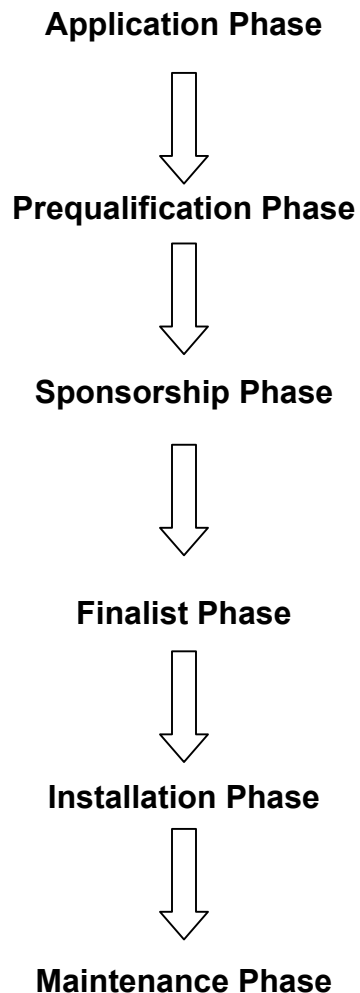 Application Phase
Prequalification Phase
Sponsorship Phase
Finalist Phase
Installation Phase
Maintenance Phase